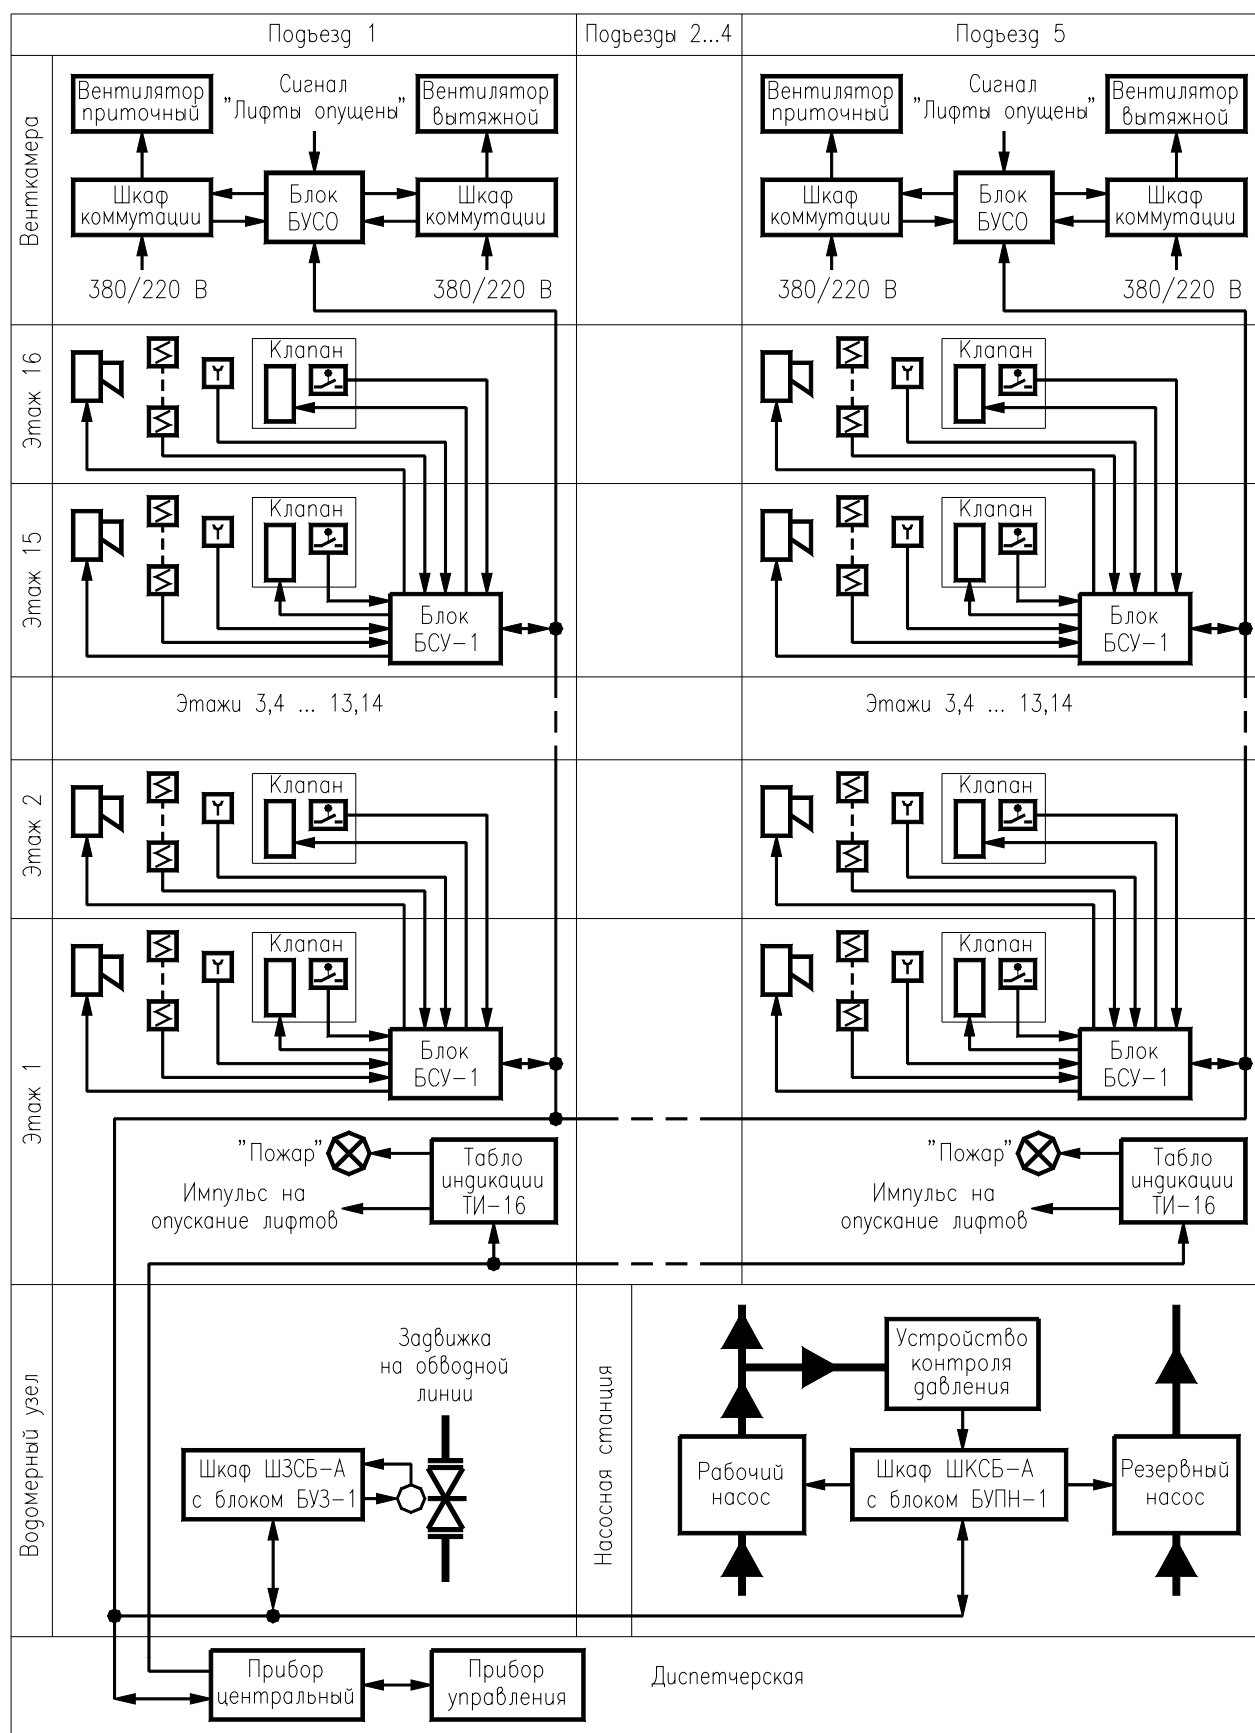 Подъезд 1
Подъезды 2...4
Подъезд 5
Венткамера
Вентилятор
приточный
Сигнал
"Лифты опущены"
Вентилятор
вытяжной
Шкаф
коммутации
Блок
БУСО
Шкаф
коммутации
380/220 В
380/220 В
Вентилятор
приточный
Сигнал
"Лифты опущены"
Вентилятор
вытяжной
Шкаф
коммутации
Блок
БУСО
Шкаф
коммутации
380/220 В
380/220 В
Этаж 16
Клапан
Клапан
Этаж 15
Клапан
Блок
БСУ-1
Клапан
Блок
БСУ-1
Этажи 3,4 ... 13,14
Этажи 3,4 ... 13,14
Этаж 2
Клапан
Клапан
Этаж 1
Клапан
Блок
БСУ-1
Клапан
Блок
БСУ-1
"Пожар"
Табло
индикации
ТИ-16
Импульс на
опускание лифтов
"Пожар"
Табло
индикации
ТИ-16
Импульс на
опускание лифтов
Водомерный узел
Задвижка
на обводной
линии
Шкаф ШЗСБ-А
с блоком БУЗ-1
Насосная станция
Устройство
контроля
давления
Рабочий
насос
Шкаф ШКСБ-А
с блоком БУПН-1
Резервный
насос
Прибор
центральный
Прибор
управления
Диспетчерская